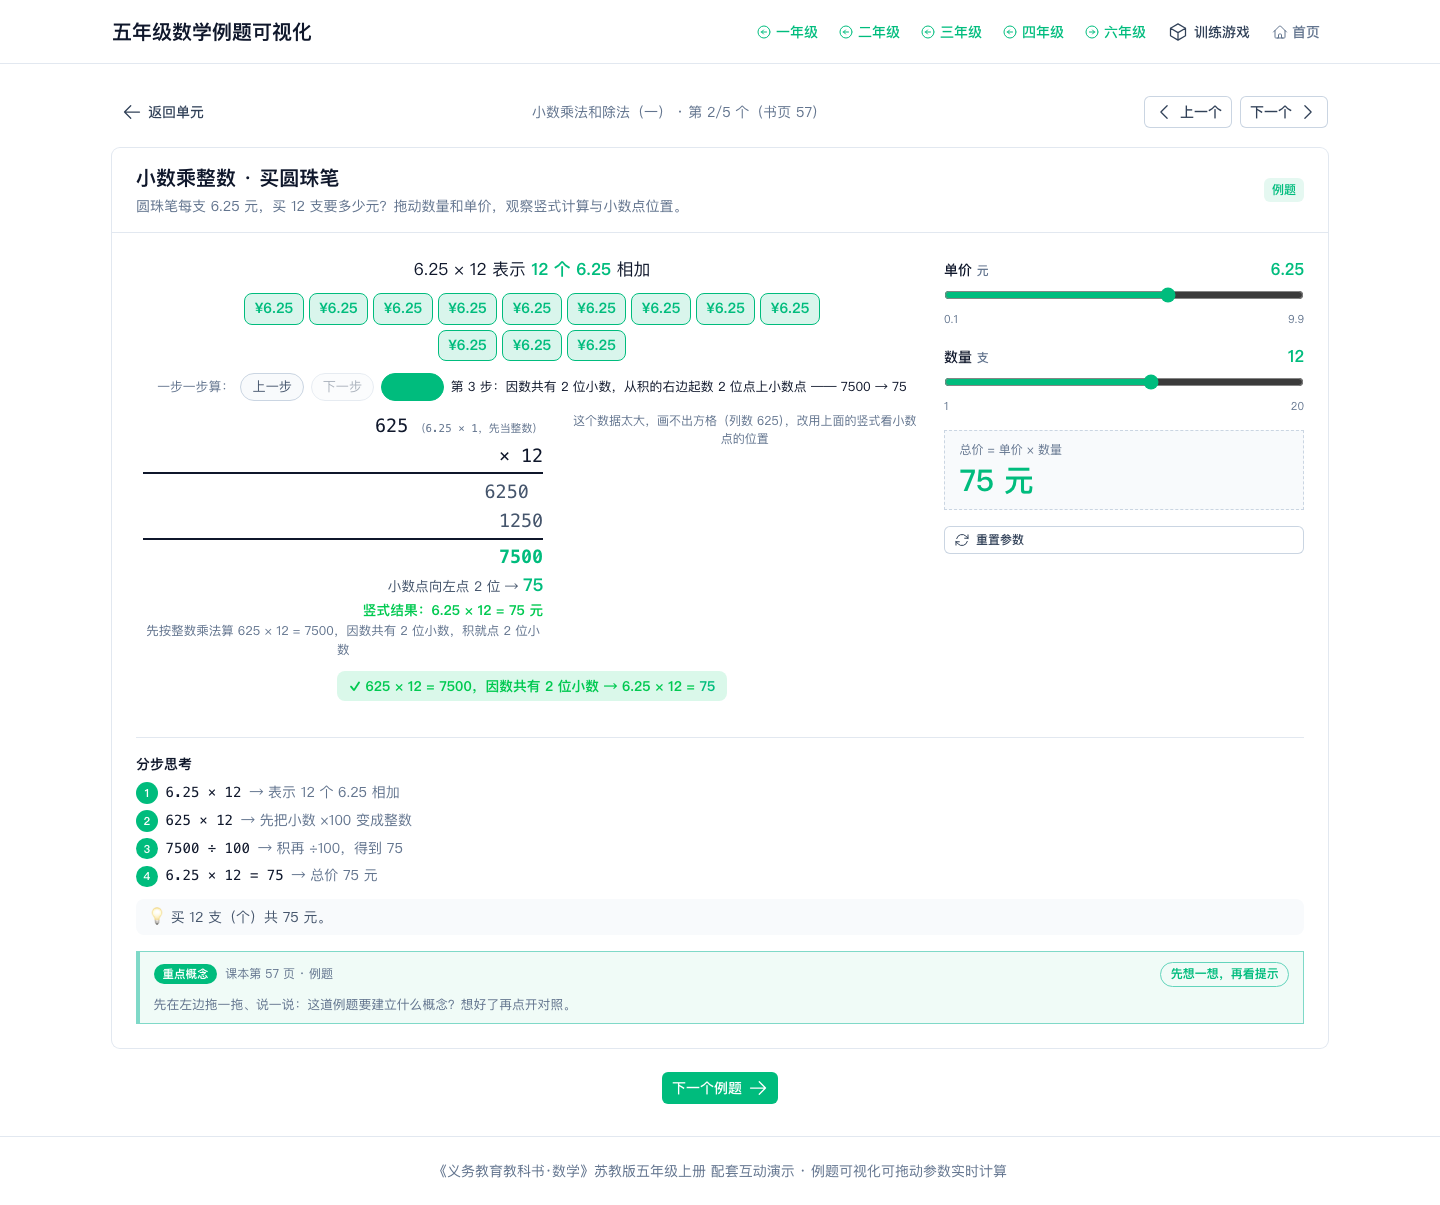 五年级数学例题可视化
一年级 二年级 三年级 四年级 六年级 训练游戏 首页
返回单元
小数乘法和除法（一） · 第 2/5 个（书页 57）
上一个 下一个
小数乘整数 · 买圆珠笔
圆珠笔每支 6.25 元，买 12 支要多少元？拖动数量和单价，观察竖式计算与小数点位置。
例题
6.25 × 12 表示 12 个 6.25 相加
¥6.25 ¥6.25 ¥6.25 ¥6.25 ¥6.25 ¥6.25 ¥6.25 ¥6.25 ¥6.25
¥6.25 ¥6.25 ¥6.25
一步一步算： 上一步 下一步 第 3 步：因数共有 2 位小数，从积的右边起数 2 位点上小数点 —— 7500 → 75
625 （6.25 × 1，先当整数）
× 12
6250
1250
7500
小数点向左点 2 位 → 75
竖式结果：6.25 × 12 = 75 元
先按整数乘法算 625 × 12 = 7500，因数共有 2 位小数，积就点 2 位小
数
这个数据太大，画不出方格（列数 625），改用上面的竖式看小数
点的位置
✓ 625 × 12 = 7500，因数共有 2 位小数 → 6.25 × 12 = 75
单价 元 6.25
0.1 9.9
数量 支 12
1 20
总价 = 单价 × 数量
75 元
重置参数
分步思考
1 6.25 × 12 → 表示 12 个 6.25 相加
2 625 × 12 → 先把小数 ×100 变成整数
3 7500 ÷ 100 → 积再 ÷100，得到 75
4 6.25 × 12 = 75 → 总价 75 元
💡 买 12 支（个）共 75 元。
重点概念 课本第 57 页 · 例题
先想一想，再看提示
先在左边拖一拖、说一说：这道例题要建立什么概念？想好了再点开对照。
下一个例题
《义务教育教科书·数学》苏教版五年级上册 配套互动演示 · 例题可视化可拖动参数实时计算